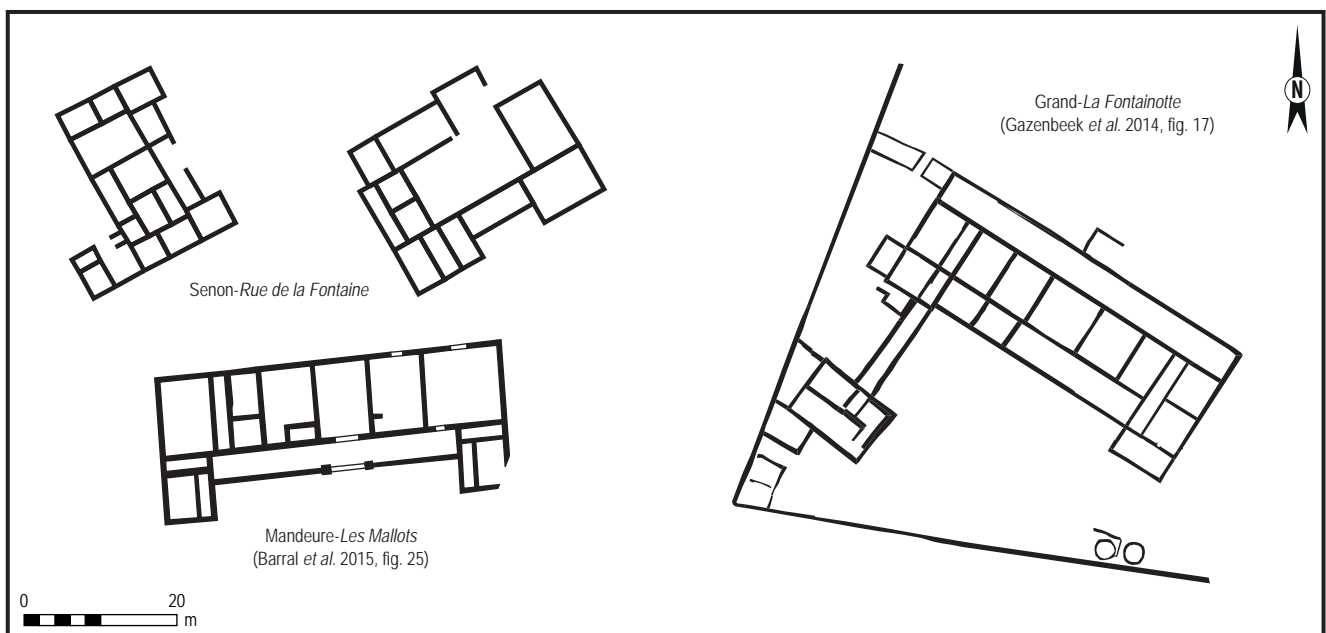 N
Grand-La Fontainotte
(Gazenbeek et al. 2014, fig. 17)
Senon-Rue de la Fontaine
Mandeure-Les Mallots
(Barral et al. 2015, fig. 25)
0 20
m